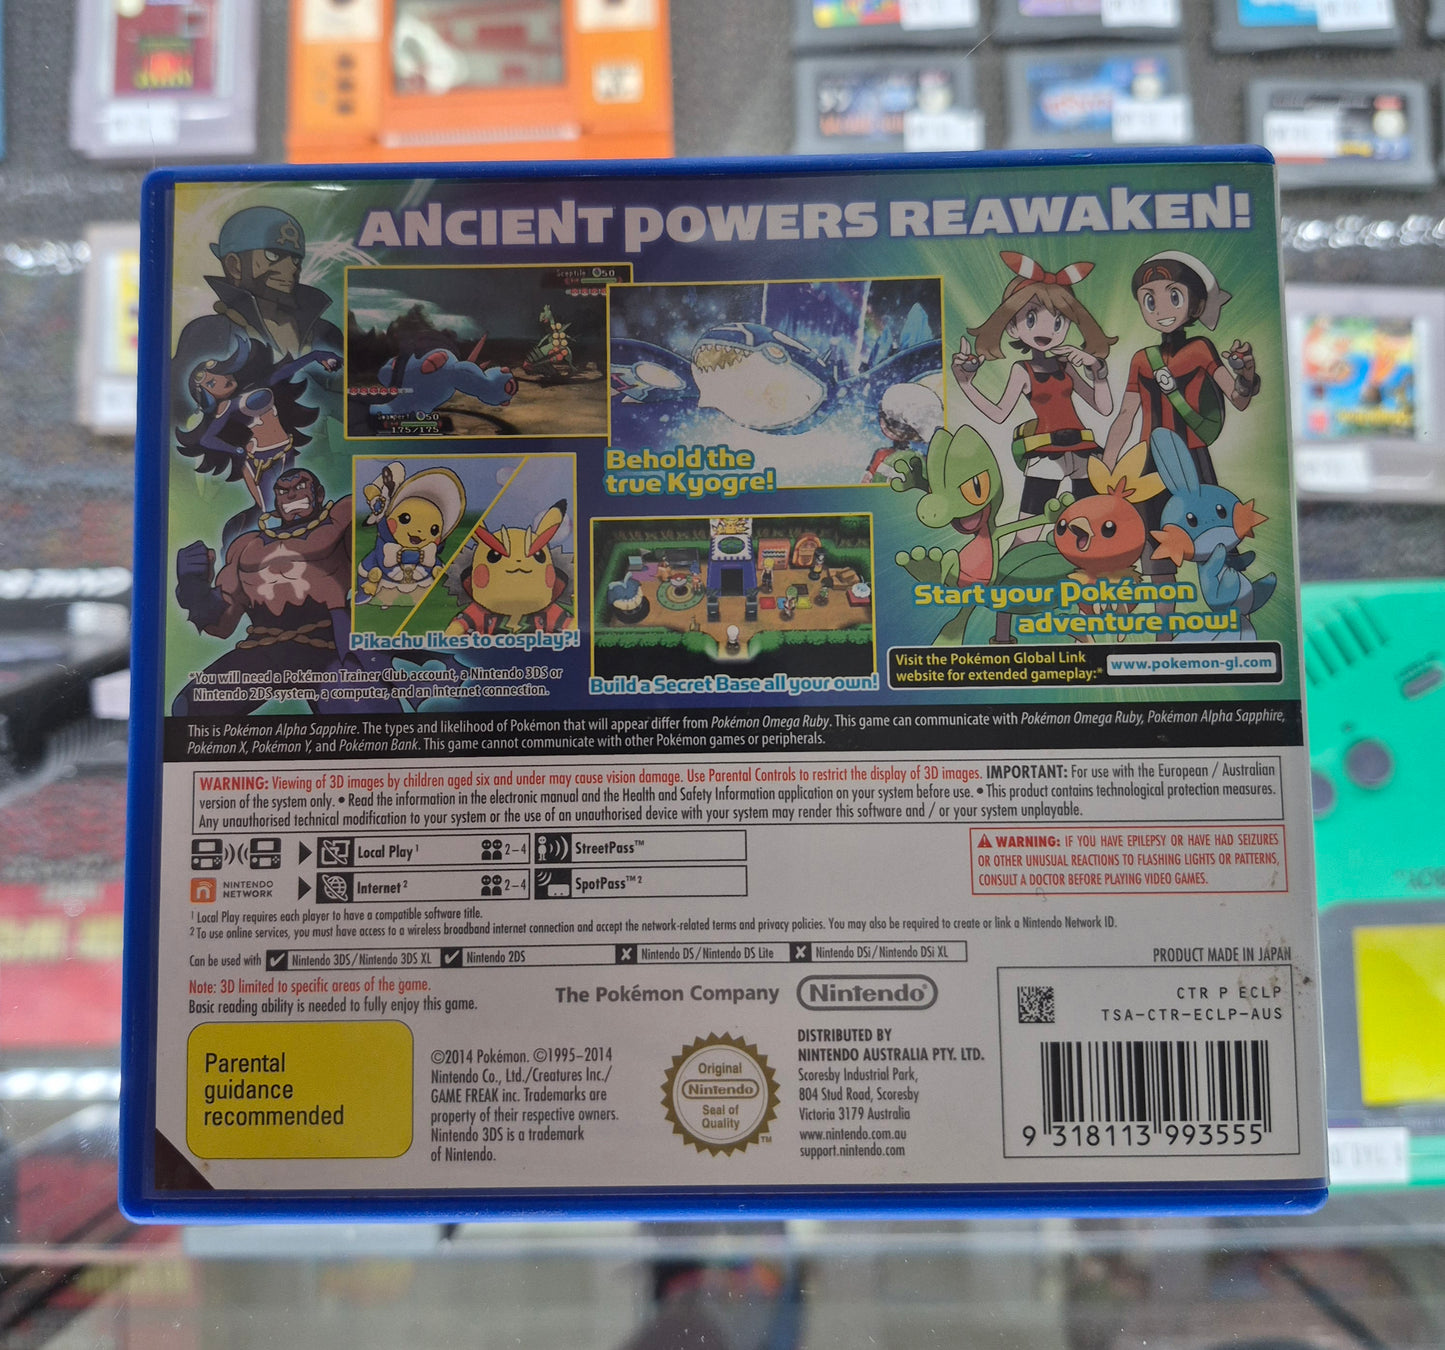 ANCIENT POWERS REAWAKEN!
Sceptile 50
50
175/175
Behold the
true Kyogre!
Pikachu likes to cosplay?!
Build a Secret Base all your own!
Start your Pokémon
adventure now!
Visit the Pokémon Global Link
website for extended gameplay:*
www.pokemon-gl.com
*You will need a Pokémon Trainer Club account, a Nintendo 3DS or
Nintendo 2DS system, a computer, and an internet connection.
This is Pokémon Alpha Sapphire. The types and likelihood of Pokémon that will appear differ from Pokémon Omega Ruby. This game can communicate with Pokémon Omega Ruby, Pokémon Alpha Sapphire,
Pokémon X, Pokémon Y, and Pokémon Bank. This game cannot communicate with other Pokémon games or peripherals.
WARNING: Viewing of 3D images by children aged six and under may cause vision damage. Use Parental Controls to restrict the display of 3D images. IMPORTANT: For use with the European / Australian
version of the system only. • Read the information in the electronic manual and the Health and Safety Information application on your system before use. • This product contains technological protection measures.
Any unauthorised technical modification to your system or the use of an unauthorised device with your system may render this software and / or your system unplayable.
Local Play¹ 2–4 StreetPass™
NINTENDO
NETWORK
Internet² 2–4 SpotPass™²
WARNING: IF YOU HAVE EPILEPSY OR HAVE HAD SEIZURES
OR OTHER UNUSUAL REACTIONS TO FLASHING LIGHTS OR PATTERNS,
CONSULT A DOCTOR BEFORE PLAYING VIDEO GAMES.
¹ Local Play requires each player to have a compatible software title.
² To use online services, you must have access to a wireless broadband internet connection and accept the network-related terms and privacy policies. You may also be required to create or link a Nintendo Network ID.
Can be used with Nintendo 3DS/Nintendo 3DS XL Nintendo 2DS Nintendo DS/Nintendo DS Lite Nintendo DSi/Nintendo DSi XL
PRODUCT MADE IN JAPAN
Note: 3D limited to specific areas of the game.
Basic reading ability is needed to fully enjoy this game.
The Pokémon Company
Nintendo®
CTR P ECLP
TSA-CTR-ECLP-AUS
Parental
guidance
recommended
©2014 Pokémon. ©1995–2014
Nintendo Co., Ltd./Creatures Inc./
GAME FREAK inc. Trademarks are
property of their respective owners.
Nintendo 3DS is a trademark
of Nintendo.
Original
Nintendo
Seal of
Quality
TM
DISTRIBUTED BY
NINTENDO AUSTRALIA PTY. LTD.
Scoresby Industrial Park,
804 Stud Road, Scoresby
Victoria 3179 Australia
www.nintendo.com.au
support.nintendo.com
9 318113 993555